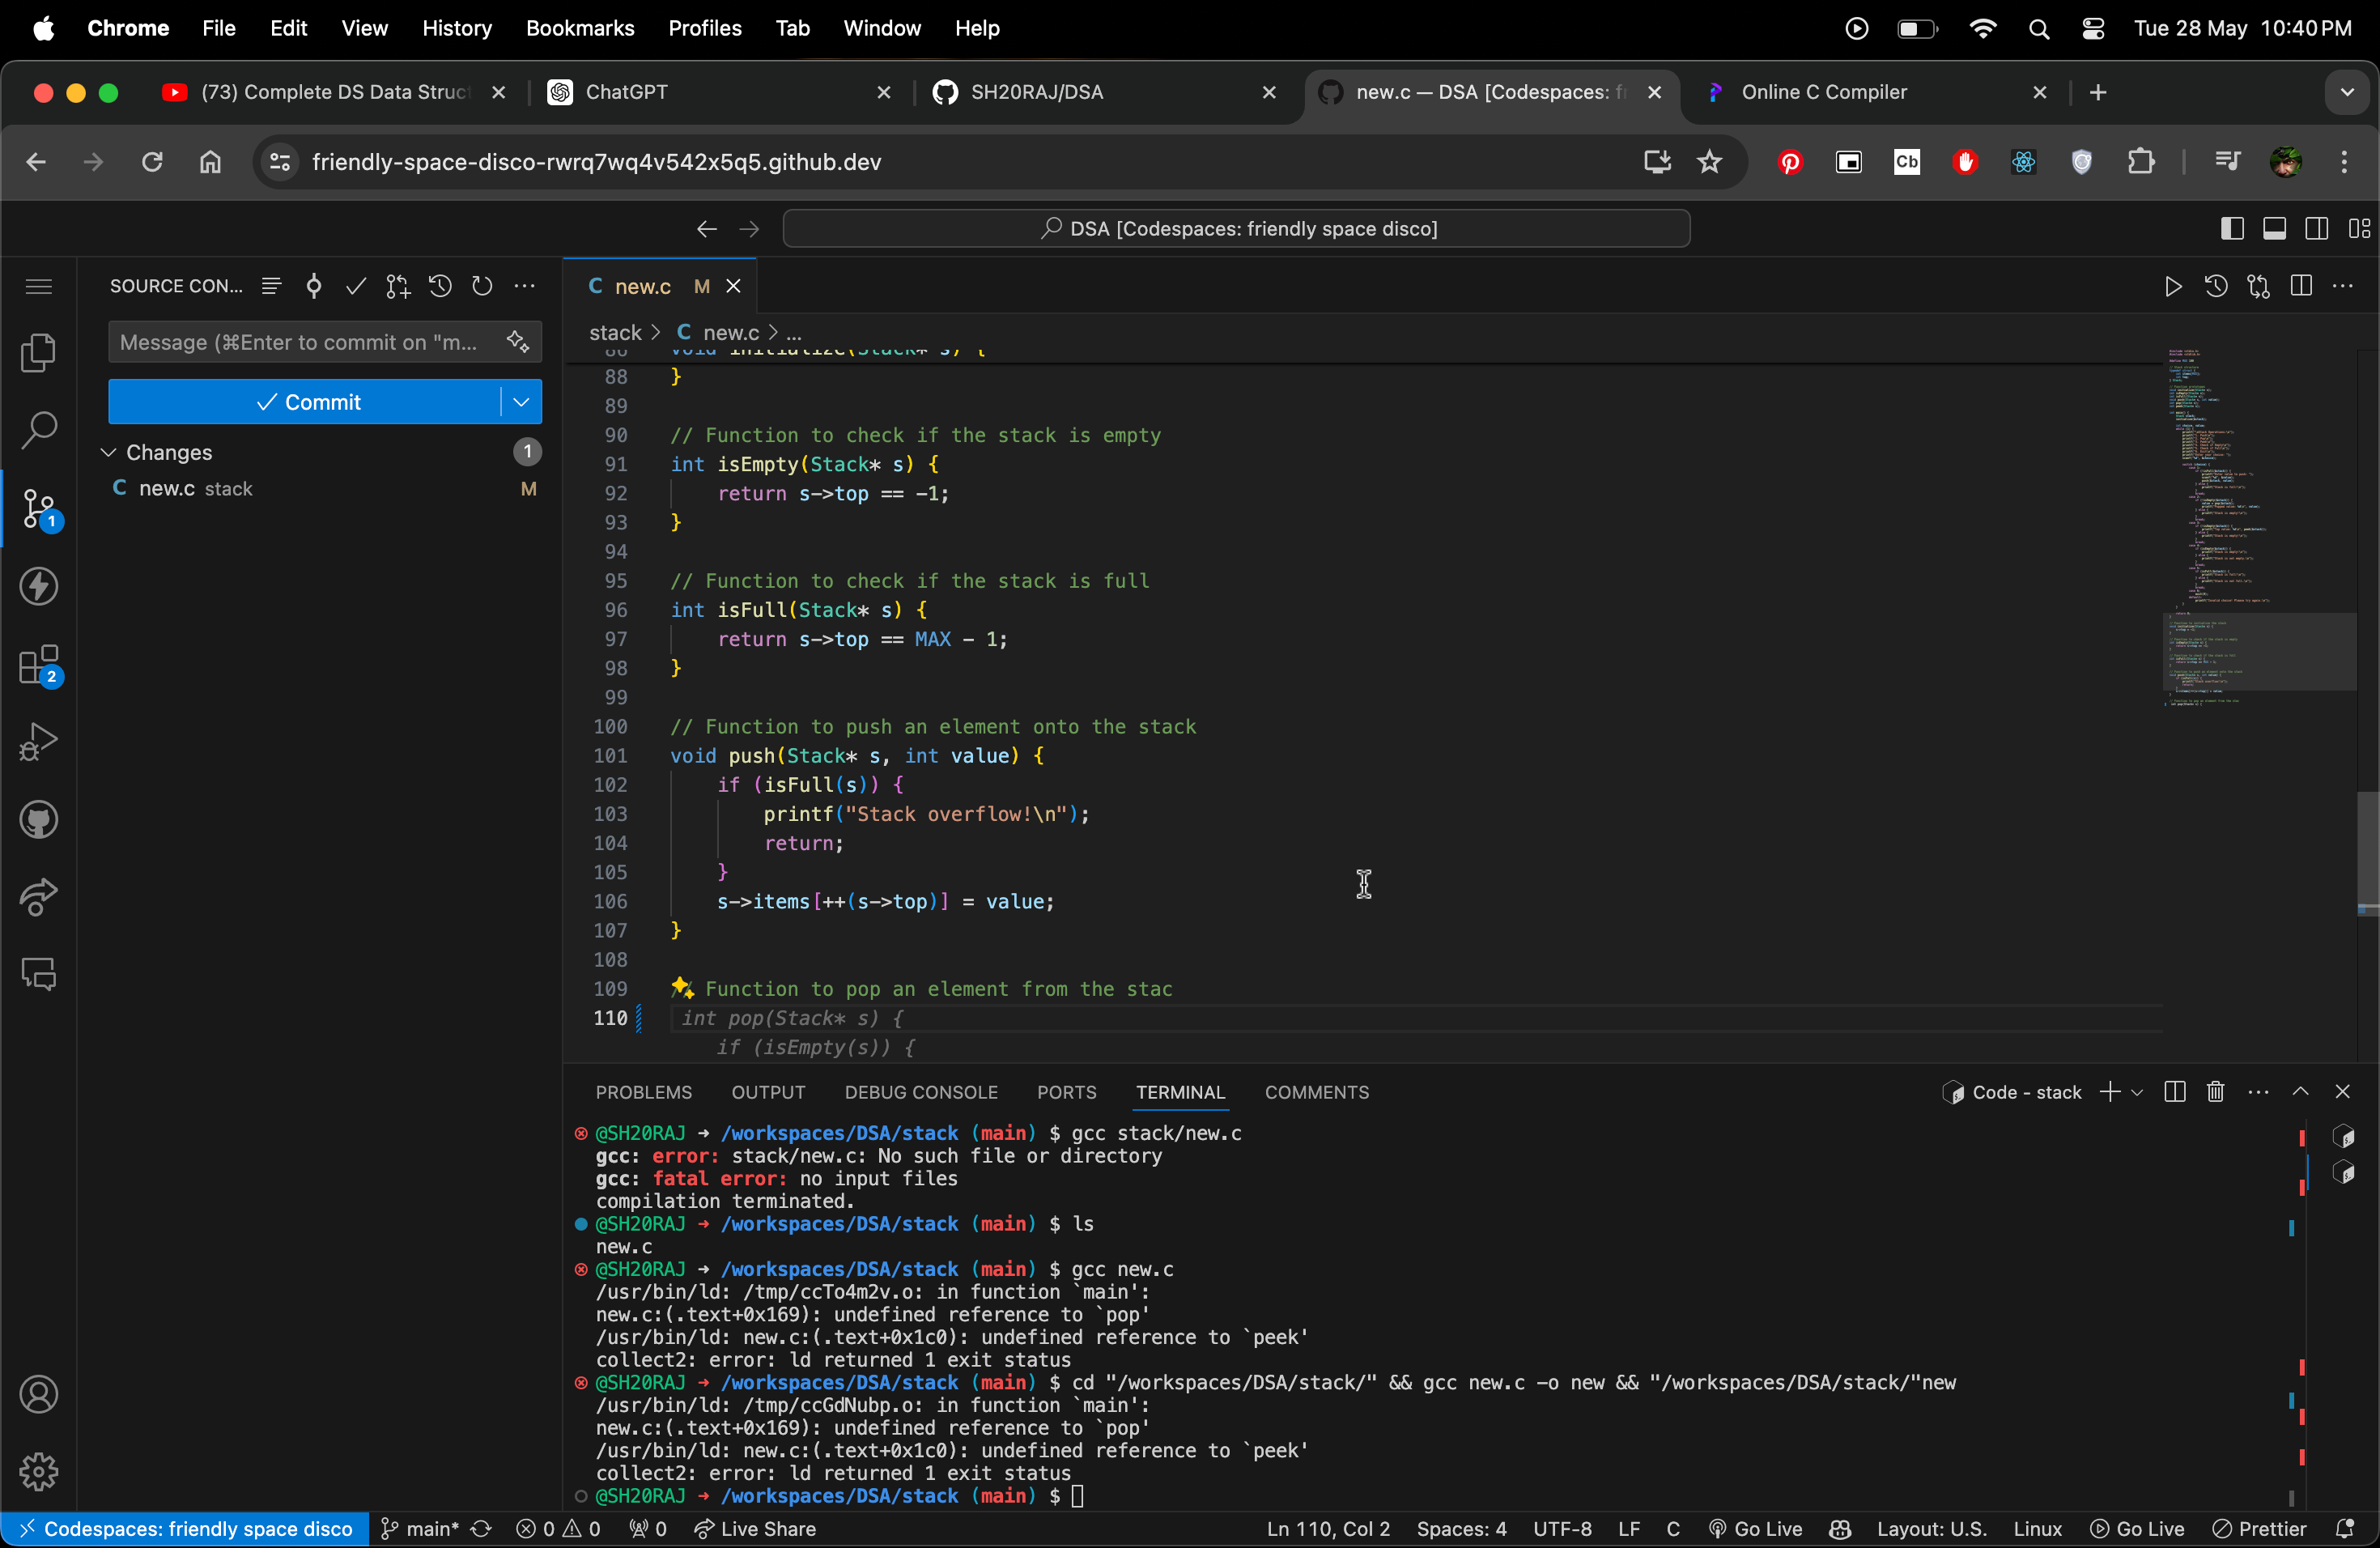 Chrome File Edit View History Bookmarks Profiles Tab Window Help Tue 28 May 10:40 PM
(73) Complete DS Data Struct ChatGPT SH20RAJ/DSA new.c — DSA [Codespaces: fr Online C Compiler
friendly-space-disco-rwrq7wq4v542x5q5.github.dev Cb
DSA [Codespaces: friendly space disco]
SOURCE CON...
C new.c M
Message (⌘Enter to commit on "m...
stack > C new.c > ...
86 void initialize(Stack* s) {
Commit
Changes 1
C new.c stack M
1
2
88 }
89
90 // Function to check if the stack is empty
91 int isEmpty(Stack* s) {
92 return s->top == -1;
93 }
94
95 // Function to check if the stack is full
96 int isFull(Stack* s) {
97 return s->top == MAX - 1;
98 }
99
100 // Function to push an element onto the stack
101 void push(Stack* s, int value) {
102 if (isFull(s)) {
103 printf("Stack overflow!\n");
104 return;
105 }
106 s->items[++(s->top)] = value;
107 }
108
109 Function to pop an element from the stac
110 int pop(Stack* s) {
if (isEmpty(s)) {
PROBLEMS OUTPUT DEBUG CONSOLE PORTS TERMINAL COMMENTS Code - stack
@SH20RAJ ➜ /workspaces/DSA/stack (main) $ gcc stack/new.c
gcc: error: stack/new.c: No such file or directory
gcc: fatal error: no input files
compilation terminated.
@SH20RAJ ➜ /workspaces/DSA/stack (main) $ ls
new.c
@SH20RAJ ➜ /workspaces/DSA/stack (main) $ gcc new.c
/usr/bin/ld: /tmp/ccTo4m2v.o: in function `main':
new.c:(.text+0x169): undefined reference to `pop'
/usr/bin/ld: new.c:(.text+0x1c0): undefined reference to `peek'
collect2: error: ld returned 1 exit status
@SH20RAJ ➜ /workspaces/DSA/stack (main) $ cd "/workspaces/DSA/stack/" && gcc new.c -o new && "/workspaces/DSA/stack/"new
/usr/bin/ld: /tmp/ccGdNubp.o: in function `main':
new.c:(.text+0x169): undefined reference to `pop'
/usr/bin/ld: new.c:(.text+0x1c0): undefined reference to `peek'
collect2: error: ld returned 1 exit status
@SH20RAJ ➜ /workspaces/DSA/stack (main) $
Codespaces: friendly space disco main* 0 0 0 Live Share Ln 110, Col 2 Spaces: 4 UTF-8 LF C Go Live Layout: U.S. Linux Go Live Prettier